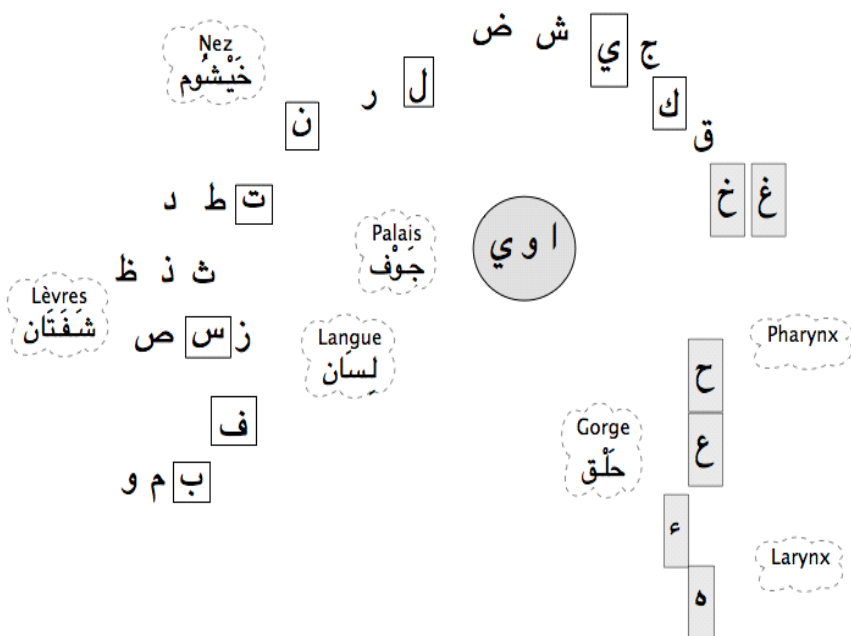 Nez
خَيْشُوم
ض ش ي ج
ل
ر
ك
ن
ق
خ غ
د ط ت
Palais
جَوْف
ا و ي
ظ ذ ث
Lèvres
شَفَتَان
ص س ز
Langue
لِسَان
Pharynx
ح
ف
Gorge
حَلْق
ع
و م ب
ء
Larynx
ه